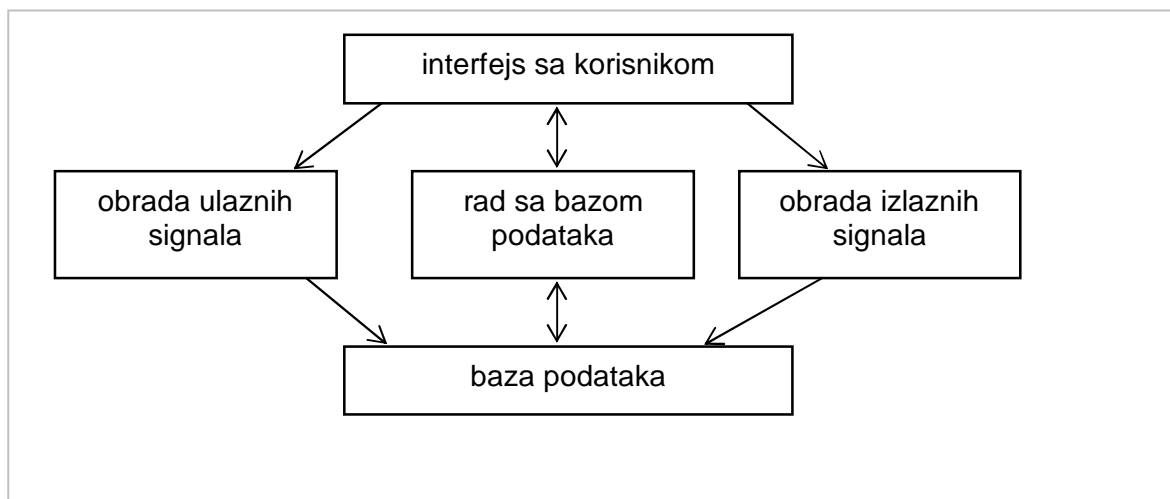 interfejs sa korisnikom
obrada ulaznih
signala
rad sa bazom
podataka
obrada izlaznih
signala
baza podataka